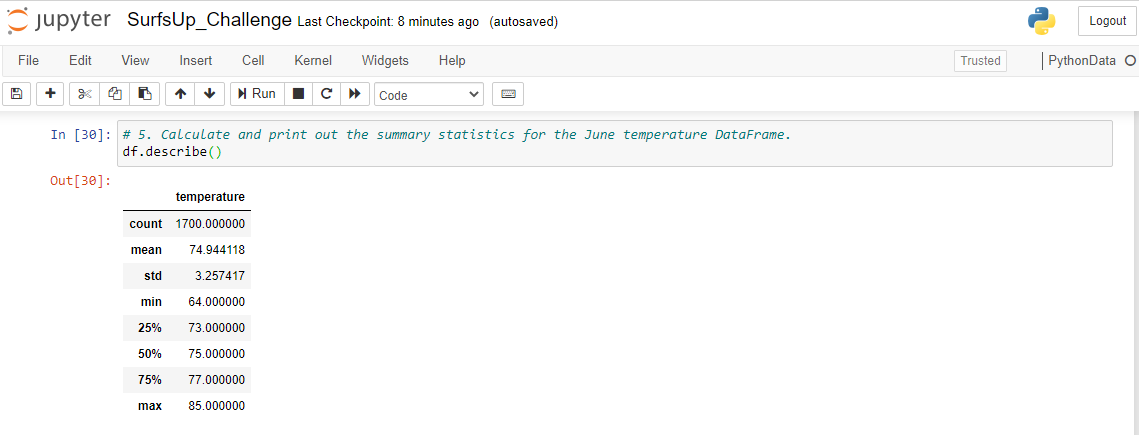 jupyter SurfsUp_Challenge Last Checkpoint: 8 minutes ago (autosaved) Logout
File Edit View Insert Cell Kernel Widgets Help Trusted PythonData
Run Code
In [30]: # 5. Calculate and print out the summary statistics for the June temperature DataFrame.
df.describe()
Out[30]:
temperature
count 1700.000000
mean 74.944118
std 3.257417
min 64.000000
25% 73.000000
50% 75.000000
75% 77.000000
max 85.000000